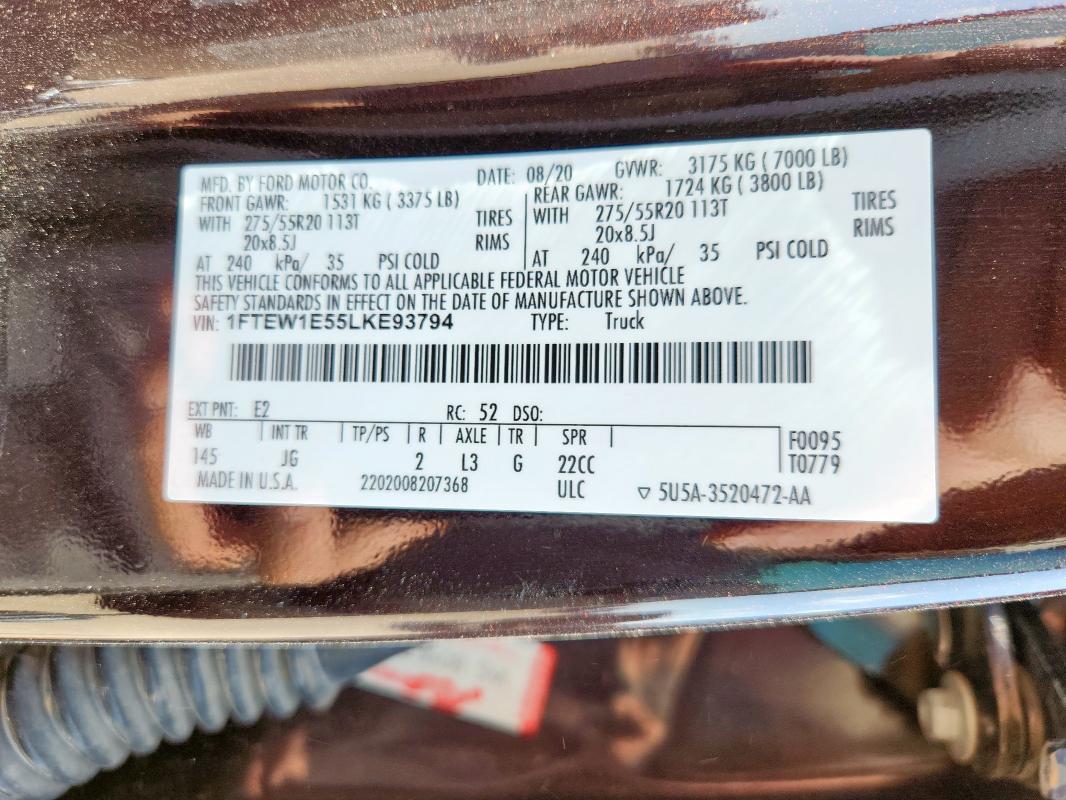 MFD. BY FORD MOTOR CO. DATE: 08/20 GVWR: 3175 KG ( 7000 LB)
FRONT GAWR: 1531 KG ( 3375 LB) REAR GAWR: 1724 KG ( 3800 LB)
WITH 275/55R20 113T TIRES WITH 275/55R20 113T TIRES
20x8.5J RIMS 20x8.5J RIMS
AT 240 kPa/ 35 PSI COLD AT 240 kPa/ 35 PSI COLD
THIS VEHICLE CONFORMS TO ALL APPLICABLE FEDERAL MOTOR VEHICLE
SAFETY STANDARDS IN EFFECT ON THE DATE OF MANUFACTURE SHOWN ABOVE.
VIN: 1FTEW1E55LKE93794 TYPE: Truck
EXT PNT: E2 RC: 52 DSO:
WB INT TR TP/PS R AXLE TR SPR F0095
145 JG 2 L3 G 22CC T0779
MADE IN U.S.A. 2202008207368 ULC ▽ 5U5A-3520472-AA